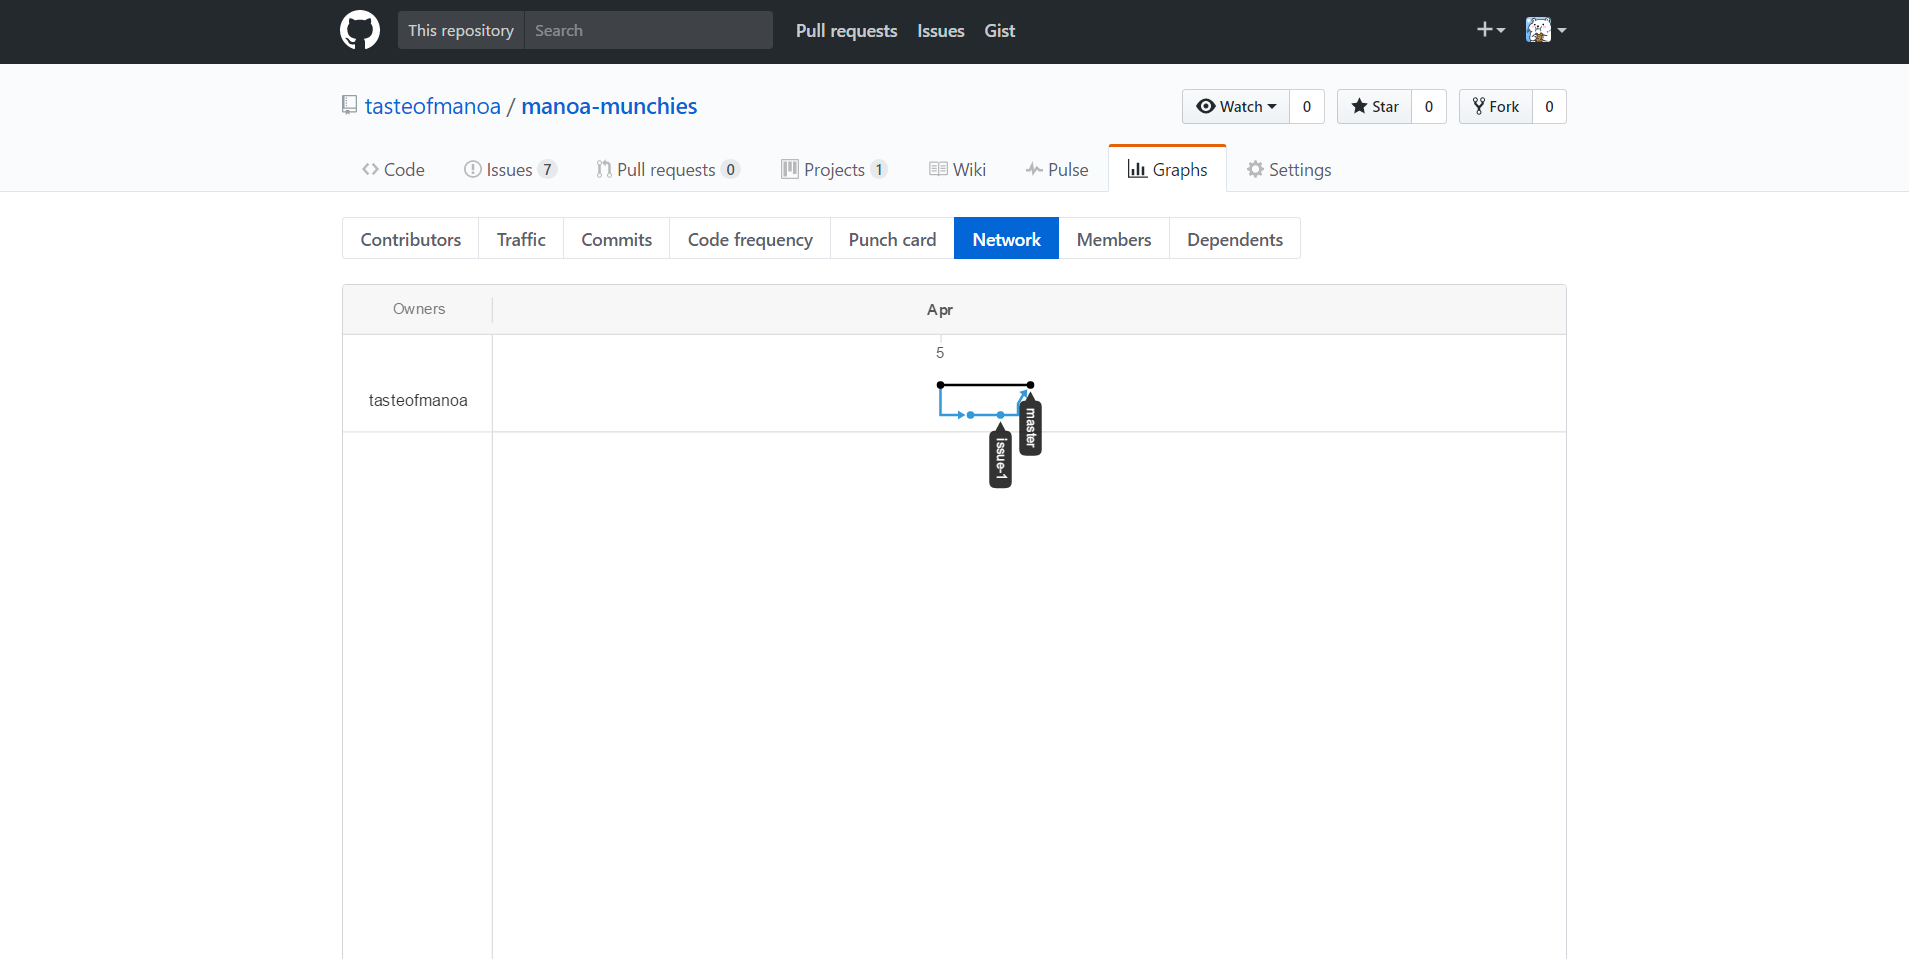 This repository Search Pull requests Issues Gist
tasteofmanoa / manoa-munchies Watch 0 Star 0 Fork 0
Code Issues 7 Pull requests 0 Projects 1 Wiki Pulse Graphs Settings
Contributors Traffic Commits Code frequency Punch card Network Members Dependents
Owners Apr
5
tasteofmanoa
master
issue-1